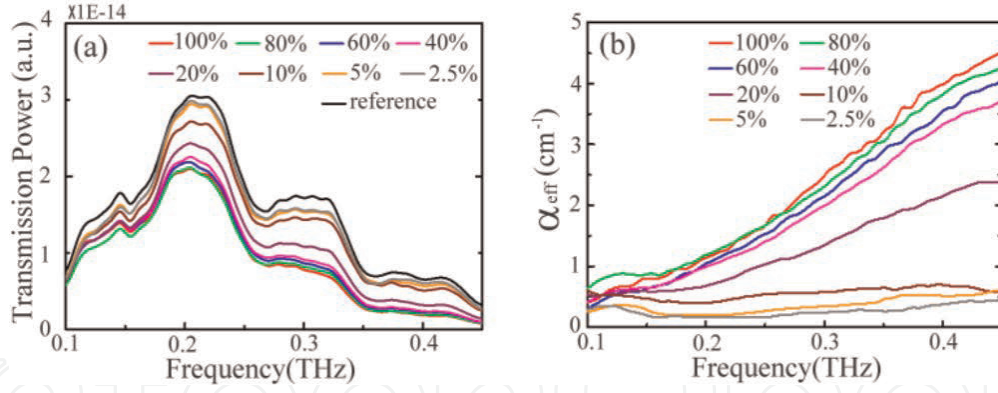 X1E-14
(a)
100% 80% 60% 40%
20% 10% 5% 2.5%
reference
Transmission Power (a.u.)
4
3
2
1
0
0.1 0.2 0.3 0.4
Frequency(THz)
(b)
100% 80%
60% 40%
20% 10%
5% 2.5%
αeff (cm⁻¹)
5
4
3
2
1
0
0.1 0.2 0.3 0.4
Frequency(THz)